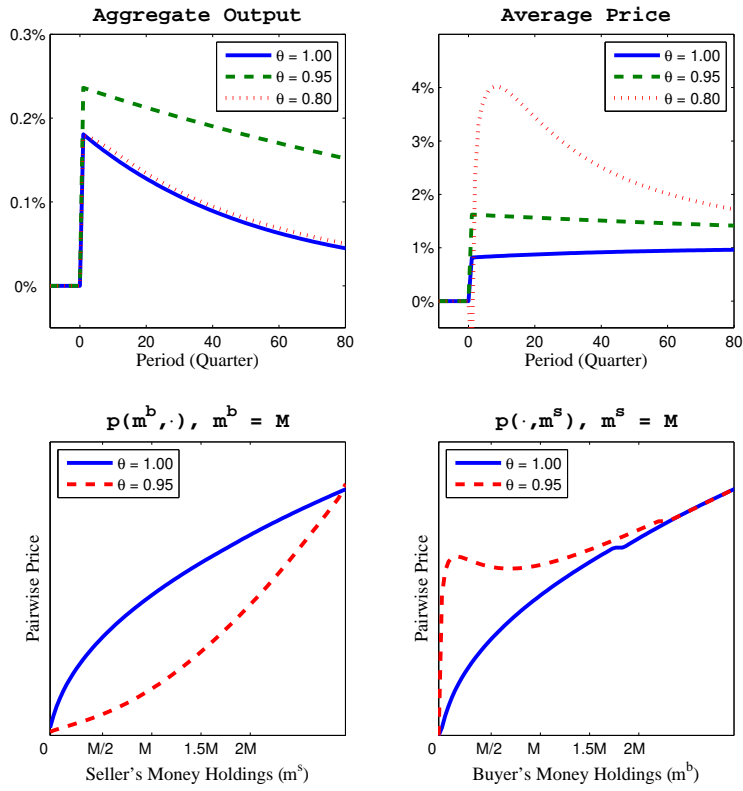 Aggregate Output
0.3%
0.2%
0.1%
0%
θ = 1.00
θ = 0.95
θ = 0.80
0 20 40 60 80
Period (Quarter)
Average Price
4%
3%
2%
1%
0%
θ = 1.00
θ = 0.95
θ = 0.80
0 20 40 60 80
Period (Quarter)
p(m^b,·), m^b = M
Pairwise Price
θ = 1.00
θ = 0.95
0 M/2 M 1.5M 2M
Seller's Money Holdings (m^s)
p(·,m^s), m^s = M
Pairwise Price
θ = 1.00
θ = 0.95
0 M/2 M 1.5M 2M
Buyer's Money Holdings (m^b)